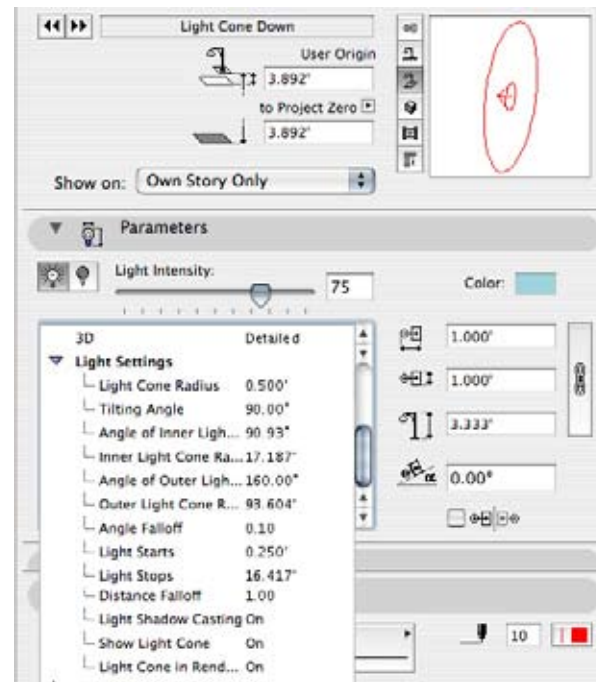 Light Cone Down
User Origin
3.892'
to Project Zero
3.892'
Show on: Own Story Only
Parameters
Light Intensity: 75 Color:
3D Detailed
Light Settings
Light Cone Radius 0.500'
Tilting Angle 90.00°
Angle of Inner Ligh... 90.93°
Inner Light Cone Ra... 17.187'
Angle of Outer Ligh... 160.00°
Outer Light Cone R... 93.604'
Angle Falloff 0.10
Light Starts 0.250'
Light Stops 16.417'
Distance Falloff 1.00
Light Shadow Casting On
Show Light Cone On
Light Cone in Rend... On
1.000'
1.000'
3.333'
α 0.00°
10